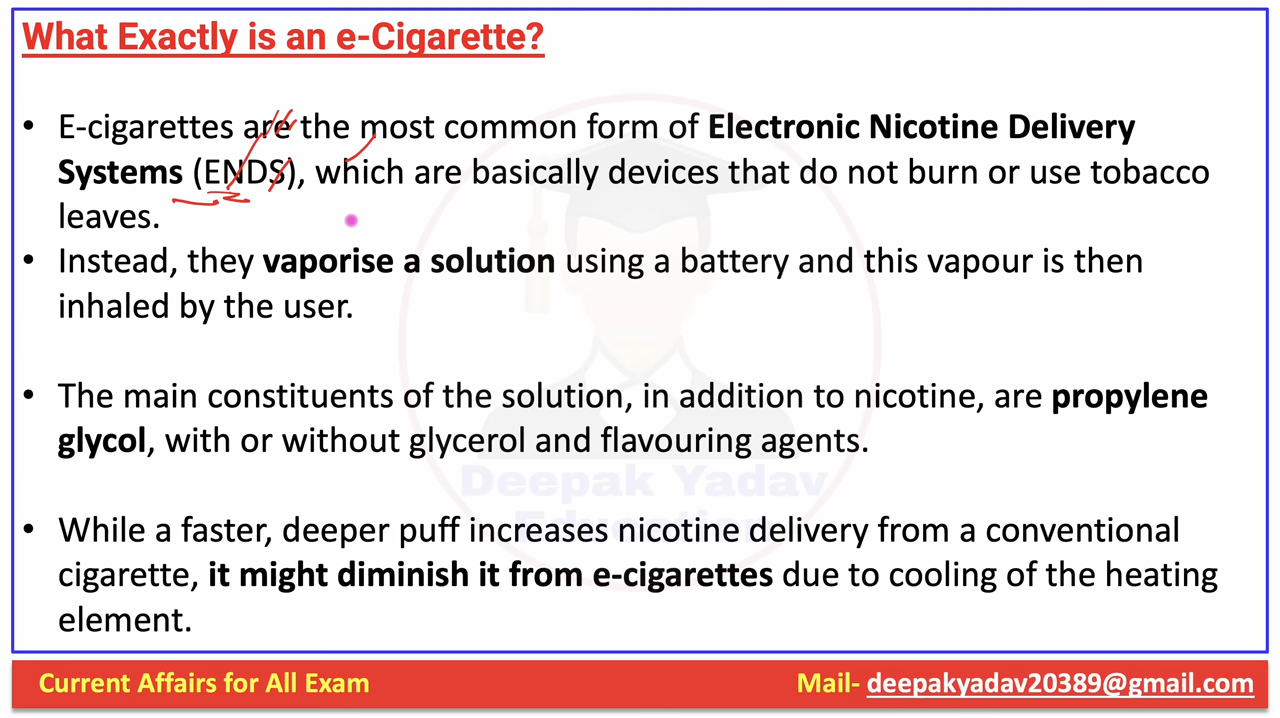 What Exactly is an e-Cigarette?
• E-cigarettes are the most common form of Electronic Nicotine Delivery
Systems (ENDS), which are basically devices that do not burn or use tobacco
leaves.
• Instead, they vaporise a solution using a battery and this vapour is then
inhaled by the user.
• The main constituents of the solution, in addition to nicotine, are propylene
glycol, with or without glycerol and flavouring agents.
Deepak Yadav
Education
• While a faster, deeper puff increases nicotine delivery from a conventional
cigarette, it might diminish it from e-cigarettes due to cooling of the heating
element.
Current Affairs for All Exam
Mail- deepakyadav20389@gmail.com